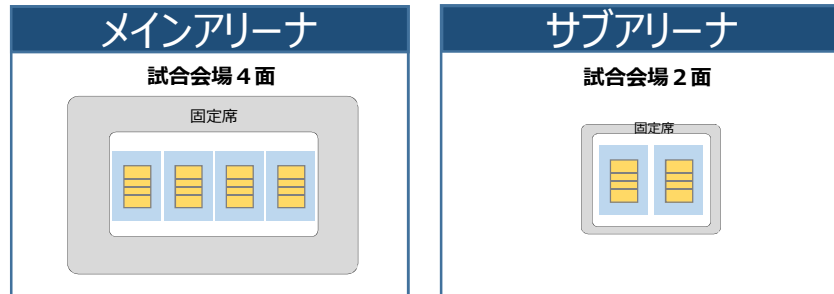 メインアリーナ
試合会場４面
固定席
サブアリーナ
試合会場２面
固定席